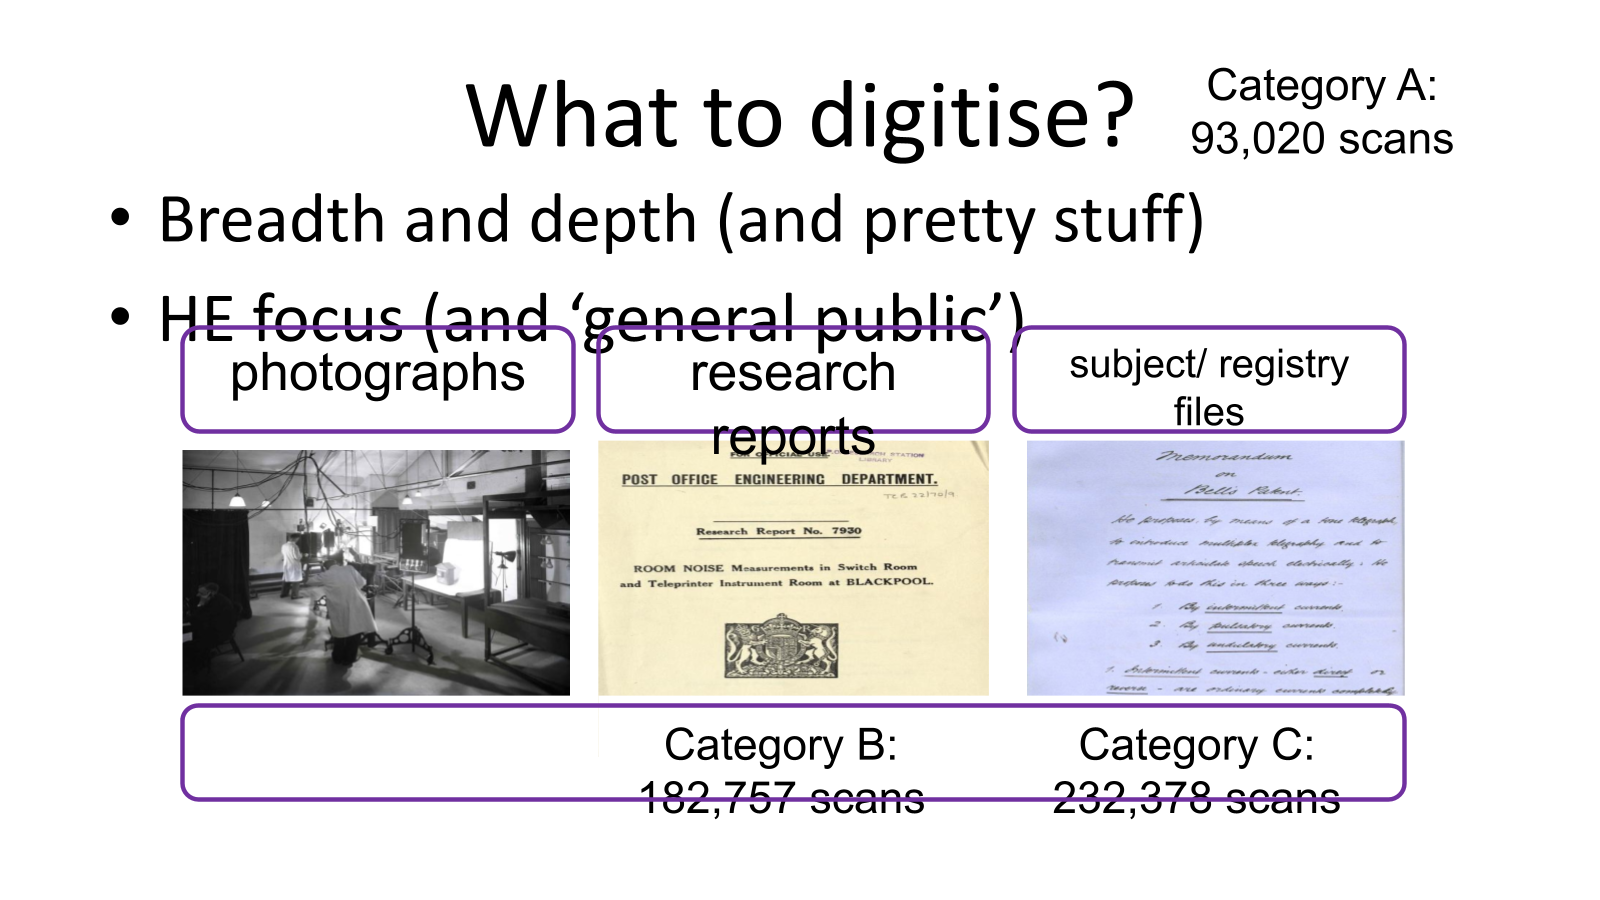 What to digitise?
Category A:
93,020 scans
• Breadth and depth (and pretty stuff)
• HE focus (and ‘general public’)
photographs
research
reports
subject/ registry
files
FOR OFFICIAL USE.
STATION
LIBRARY
POST OFFICE ENGINEERING DEPARTMENT.
Research Report No. 7930
ROOM NOISE Measurements in Switch Room
and Teleprinter Instrument Room at BLACKPOOL.
Memorandum
on
Bell's Patent.
He proposes by means of a tone telegraph,
to introduce multiplex telegraphy and to
transmit articulate speech electrically. He
proposes to do this in three ways:-
1. By intermittent currents.
2. By pulsatory currents.
3. By undulatory currents.
1. Intermittent currents - either direct or
reverse - are ordinary currents completely
Category B:
182,757 scans
Category C:
232,378 scans